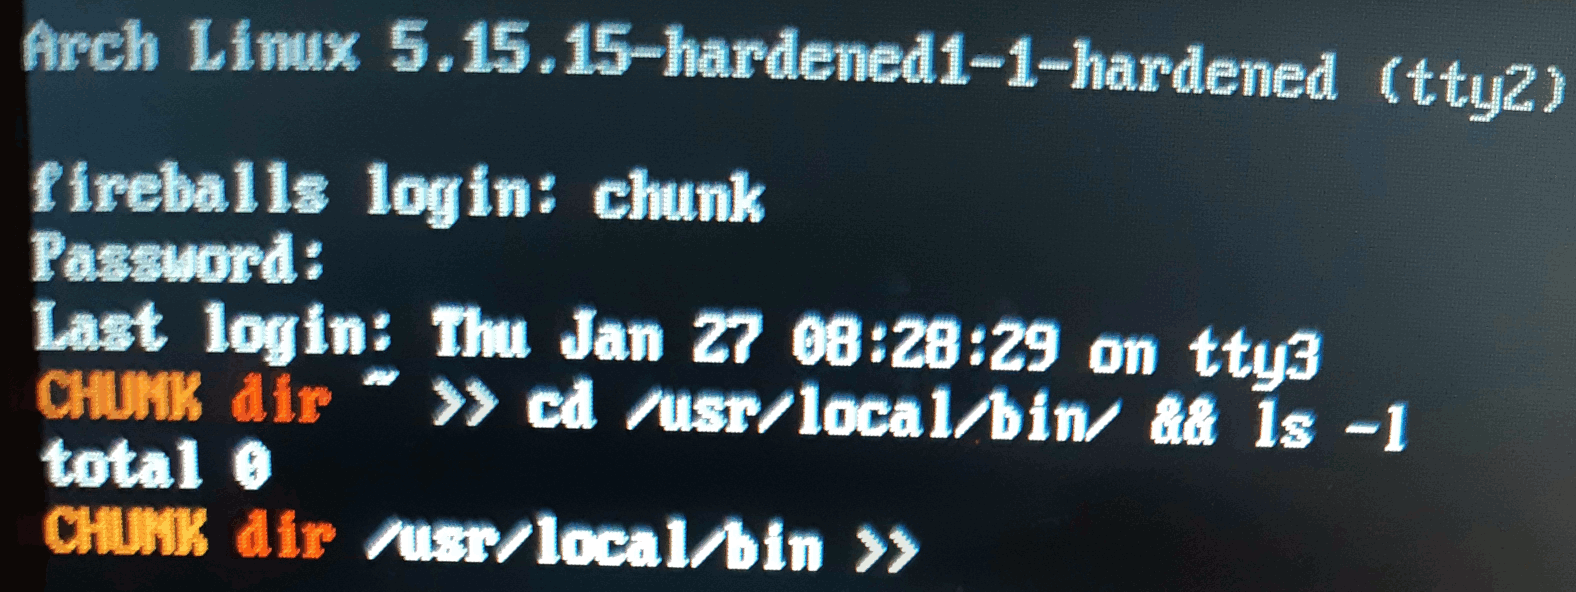 Arch Linux 5.15.15-hardened1-1-hardened (tty2)
fireballs login: chunk
Password:
Last login: Thu Jan 27 08:28:29 on tty3
CHUNK dir ~ >> cd /usr/local/bin/ && ls -l
total 0
CHUNK dir /usr/local/bin >>